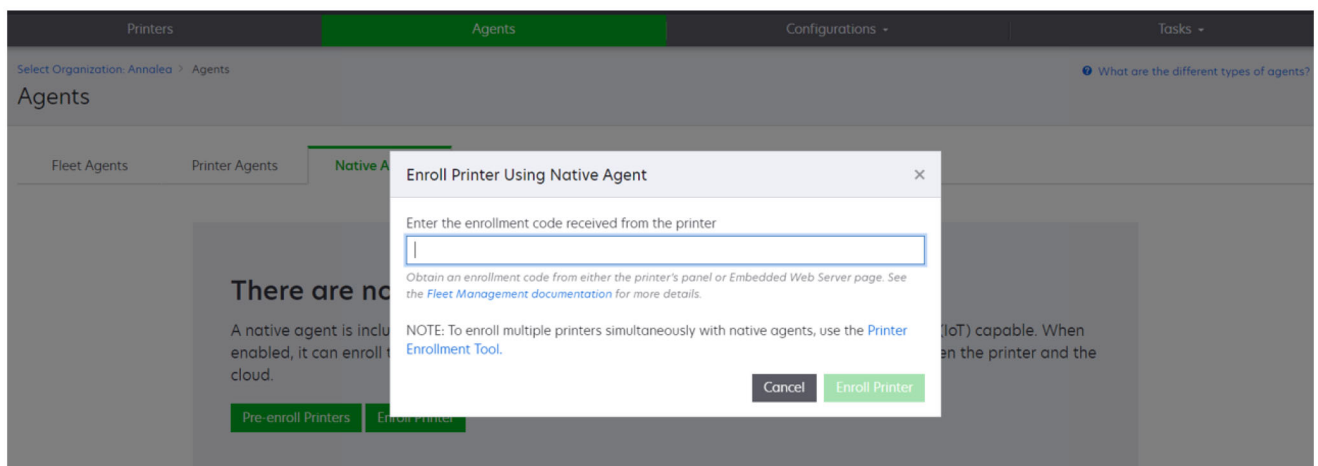 Printers Agents Configurations Tasks
Select Organization: Annalea > Agents What are the different types of agents?
Agents
Fleet Agents Printer Agents Native A
Enroll Printer Using Native Agent ×
Enter the enrollment code received from the printer
Obtain an enrollment code from either the printer's panel or Embedded Web Server page. See
the Fleet Management documentation for more details.
NOTE: To enroll multiple printers simultaneously with native agents, use the Printer
Enrollment Tool.
Cancel Enroll Printer
There are no
A native agent is inclu (IoT) capable. When
enabled, it can enroll en the printer and the
cloud.
Pre-enroll Printers Enroll Printer